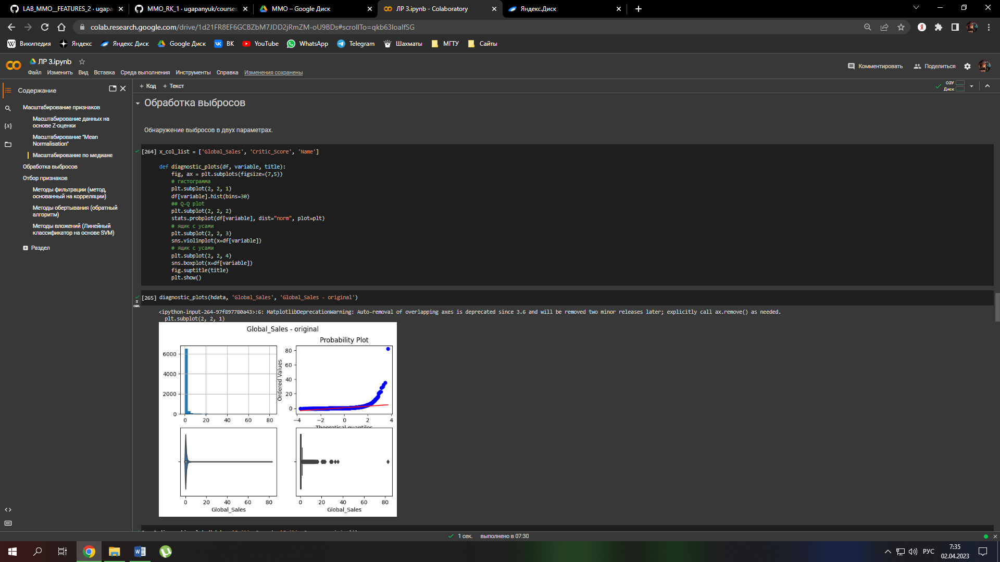 LAB_MMO__FEATURES_2 · ugapan
MMO_RK_1 · ugapanyuk/courses
MMO – Google Диск
ЛР 3.ipynb - Colaboratory
Яндекс.Диск
colab.research.google.com/drive/1d21FR8EF6GCBZbM7JDD2jRmZM-oU9BDs#scrollTo=qkb63IoaIfSG
Википедия Яндекс Яндекс Диск Google Диск ВК YouTube WhatsApp Telegram Шахматы МГТУ Сайты
ЛР 3.ipynb
Файл Изменить Вид Вставка Среда выполнения Инструменты Справка Изменения сохранены
Комментировать Поделиться
+ Код + Текст
ОЗУ
Диск
Содержание
Масштабирование признаков
Масштабирование данных на
основе Z-оценки
Масштабирование "Mean
Normalisation"
Масштабирование по медиане
Обработка выбросов
Отбор признаков
Методы фильтрации (метод,
основанный на корреляции)
Методы обертывания (обратный
алгоритм)
Методы вложений (Линейный
классификатор на основе SVM)
Раздел
Обработка выбросов
Обнаружение выбросов в двух параметрах.
[264] x_col_list = ['Global_Sales', 'Critic_Score', 'Name']
def diagnostic_plots(df, variable, title):
fig, ax = plt.subplots(figsize=(7,5))
# гистограмма
plt.subplot(2, 2, 1)
df[variable].hist(bins=30)
## Q-Q plot
plt.subplot(2, 2, 2)
stats.probplot(df[variable], dist="norm", plot=plt)
# ящик с усами
plt.subplot(2, 2, 3)
sns.violinplot(x=df[variable])
# ящик с усами
plt.subplot(2, 2, 4)
sns.boxplot(x=df[variable])
fig.suptitle(title)
plt.show()
[265] diagnostic_plots(hdata, 'Global_Sales', 'Global_Sales - original')
3
сек.
<ipython-input-264-97f897780a43>:6: MatplotlibDeprecationWarning: Auto-removal of overlapping axes is deprecated since 3.6 and will be removed two minor releases later; explicitly call ax.remove() as needed.
plt.subplot(2, 2, 1)
Global_Sales - original
Probability Plot
6000
4000
2000
0
0 20 40 60 80
Ordered Values
80
60
40
20
0
−4 −2 0 2 4
Theoretical quantiles
0 20 40 60 80
Global_Sales
0 20 40 60 80
Global_Sales
1 сек. выполнено в 07:30
РУС
7:35
02.04.2023